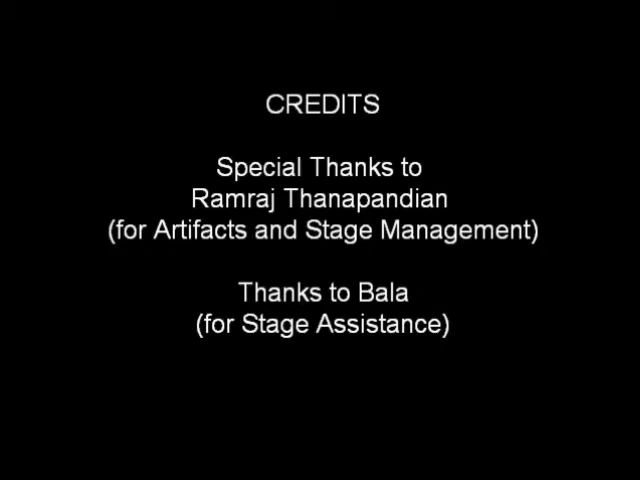 CREDITS
Special Thanks to
Ramraj Thanapandian
(for Artifacts and Stage Management)
Thanks to Bala
(for Stage Assistance)